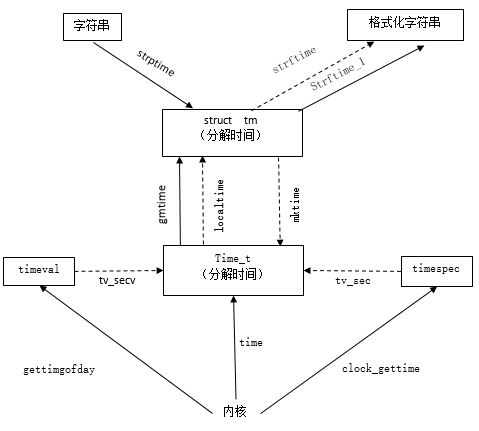 字符串
格式化字符串
strptime
strftime
Strftime_l
struct tm
（分解时间）
gmtime
localtime
mktime
timeval
tv_secv
Time_t
（分解时间）
tv_sec
timespec
gettimgofday
time
clock_gettime
内核